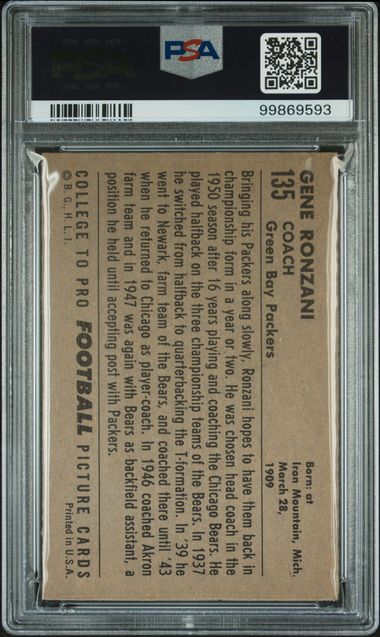 PSA
99869593
135
GENE RONZANI
COACH
Green Bay Packers
Born: at
Iron Mountain, Mich.
March 28,
1909
Bringing his Packers along slowly, Ronzani hopes to have them back in
championship form in a year or two. He was chosen head coach in the
1950 season after 16 years playing and coaching the Chicago Bears. He
played halfback on the three championship teams of the Bears. In 1937
he switched from halfback to quarterbacking the T-formation. In '39 he
went to Newark, farm team of the Bears, and coached there until '43
when he returned to Chicago as player-coach. In 1946 coached Akron
farm team and in 1947 was again with Bears as backfield assistant, a
position he held until accepting post with Packers.
COLLEGE TO PRO FOOTBALL PICTURE CARDS
© B. G., H. L. I.
Printed in U.S.A.